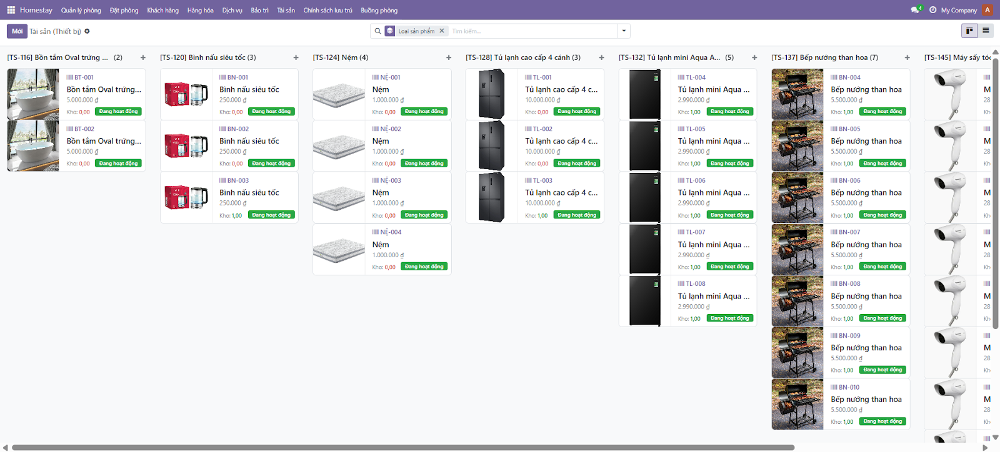 Homestay Quản lý phòng Đặt phòng Khách hàng Hàng hóa Dịch vụ Bảo trì Tài sản Chính sách lưu trú Buồng phòng 4 My Company A
Mới Tài sản (Thiết bị) Loại sản phẩm Tìm kiếm...
[TS-116] Bồn tắm Oval trứng ... (2)
BT-001
Bồn tắm Oval trứng...
5.000.000 ₫
Kho: 0,00 Đang hoạt động
BT-002
Bồn tắm Oval trứng...
5.000.000 ₫
Kho: 0,00 Đang hoạt động
[TS-120] Bình nấu siêu tốc (3)
BN-001
Bình nấu siêu tốc
250.000 ₫
Kho: 0,00 Đang hoạt động
BN-002
Bình nấu siêu tốc
250.000 ₫
Kho: 0,00 Đang hoạt động
BN-003
Bình nấu siêu tốc
250.000 ₫
Kho: 1,00 Đang hoạt động
[TS-124] Nệm (4)
NỆ-001
Nệm
1.000.000 ₫
Kho: 0,00 Đang hoạt động
NỆ-002
Nệm
1.000.000 ₫
Kho: 0,00 Đang hoạt động
NỆ-003
Nệm
1.000.000 ₫
Kho: 0,00 Đang hoạt động
NỆ-004
Nệm
1.000.000 ₫
Kho: 0,00 Đang hoạt động
[TS-128] Tủ lạnh cao cấp 4 cánh (3)
TL-001
Tủ lạnh cao cấp 4 c...
10.000.000 ₫
Kho: 0,00 Đang hoạt động
TL-002
Tủ lạnh cao cấp 4 c...
10.000.000 ₫
Kho: 0,00 Đang hoạt động
TL-003
Tủ lạnh cao cấp 4 c...
10.000.000 ₫
Kho: 1,00 Đang hoạt động
[TS-132] Tủ lạnh mini Aqua A... (5)
TL-004
Tủ lạnh mini Aqua ...
2.990.000 ₫
Kho: 1,00 Đang hoạt động
TL-005
Tủ lạnh mini Aqua ...
2.990.000 ₫
Kho: 1,00 Đang hoạt động
TL-006
Tủ lạnh mini Aqua ...
2.990.000 ₫
Kho: 1,00 Đang hoạt động
TL-007
Tủ lạnh mini Aqua ...
2.990.000 ₫
Kho: 1,00 Đang hoạt động
TL-008
Tủ lạnh mini Aqua ...
2.990.000 ₫
Kho: 1,00 Đang hoạt động
[TS-137] Bếp nướng than hoa (7)
BN-004
Bếp nướng than hoa
5.500.000 ₫
Kho: 1,00 Đang hoạt động
BN-005
Bếp nướng than hoa
5.500.000 ₫
Kho: 1,00 Đang hoạt động
BN-006
Bếp nướng than hoa
5.500.000 ₫
Kho: 1,00 Đang hoạt động
BN-007
Bếp nướng than hoa
5.500.000 ₫
Kho: 1,00 Đang hoạt động
BN-008
Bếp nướng than hoa
5.500.000 ₫
Kho: 1,00 Đang hoạt động
BN-009
Bếp nướng than hoa
5.500.000 ₫
Kho: 1,00 Đang hoạt động
BN-010
Bếp nướng than hoa
5.500.000 ₫
Kho: 1,00 Đang hoạt động
[TS-145] Máy sấy tóc
M
28
Kh
M
28
Kh
M
28
Kh
M
28
Kh
M
28
Kh
M
28
Kh
M
28
Kh